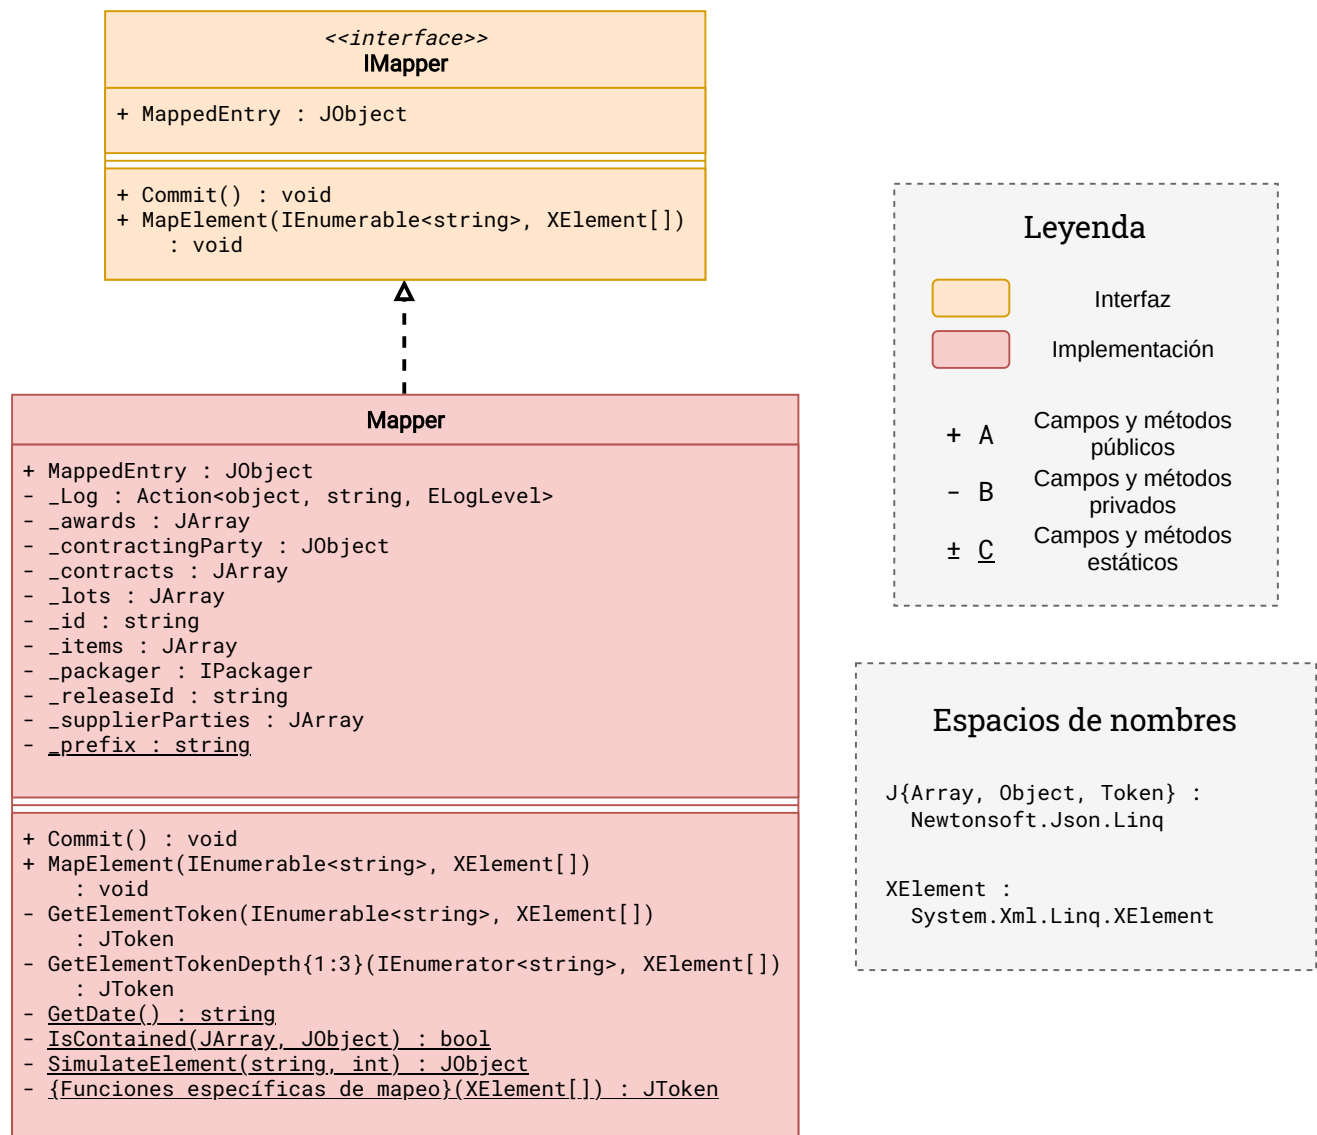 <<interface>>
IMapper
+ MappedEntry : JObject
+ Commit() : void
+ MapElement(IEnumerable<string>, XElement[])
: void
Mapper
+ MappedEntry : JObject
- _Log : Action<object, string, ELogLevel>
- _awards : JArray
- _contractingParty : JObject
- _contracts : JArray
- _lots : JArray
- _id : string
- _items : JArray
- _packager : IPackager
- _releaseId : string
- _supplierParties : JArray
- _prefix : string
+ Commit() : void
+ MapElement(IEnumerable<string>, XElement[])
: void
- GetElementToken(IEnumerable<string>, XElement[])
: JToken
- GetElementTokenDepth{1:3}(IEnumerator<string>, XElement[])
: JToken
- GetDate() : string
- IsContained(JArray, JObject) : bool
- SimulateElement(string, int) : JObject
- {Funciones específicas de mapeo}(XElement[]) : JToken
Leyenda
Interfaz
Implementación
+ A Campos y métodos
públicos
- B Campos y métodos
privados
± C Campos y métodos
estáticos
Espacios de nombres
J{Array, Object, Token} :
Newtonsoft.Json.Linq
XElement :
System.Xml.Linq.XElement